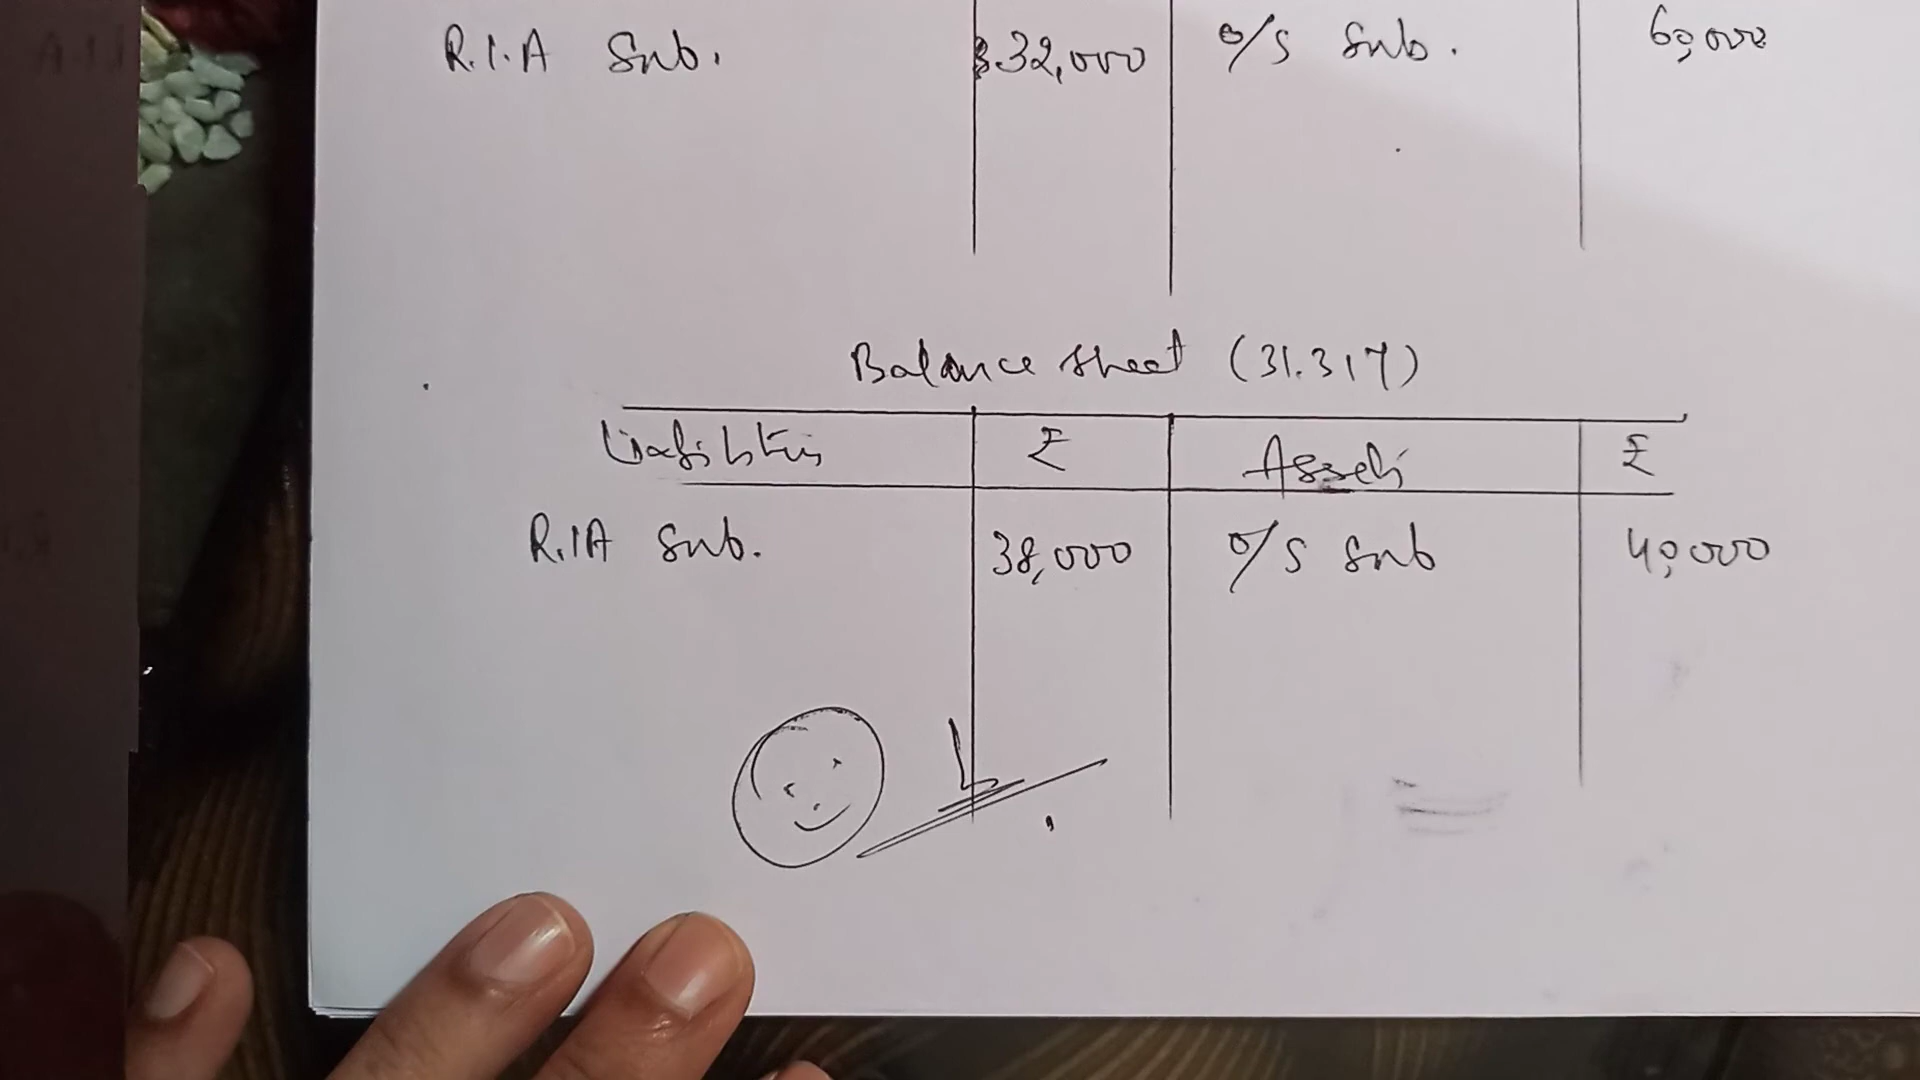 R.I.A Sub. 32,000 O/S Sub. 60,000
Balance sheet (31.3.17)
Liabilities ₹ Assets ₹
R.IA Sub. 38,000 O/S Sub 40,000